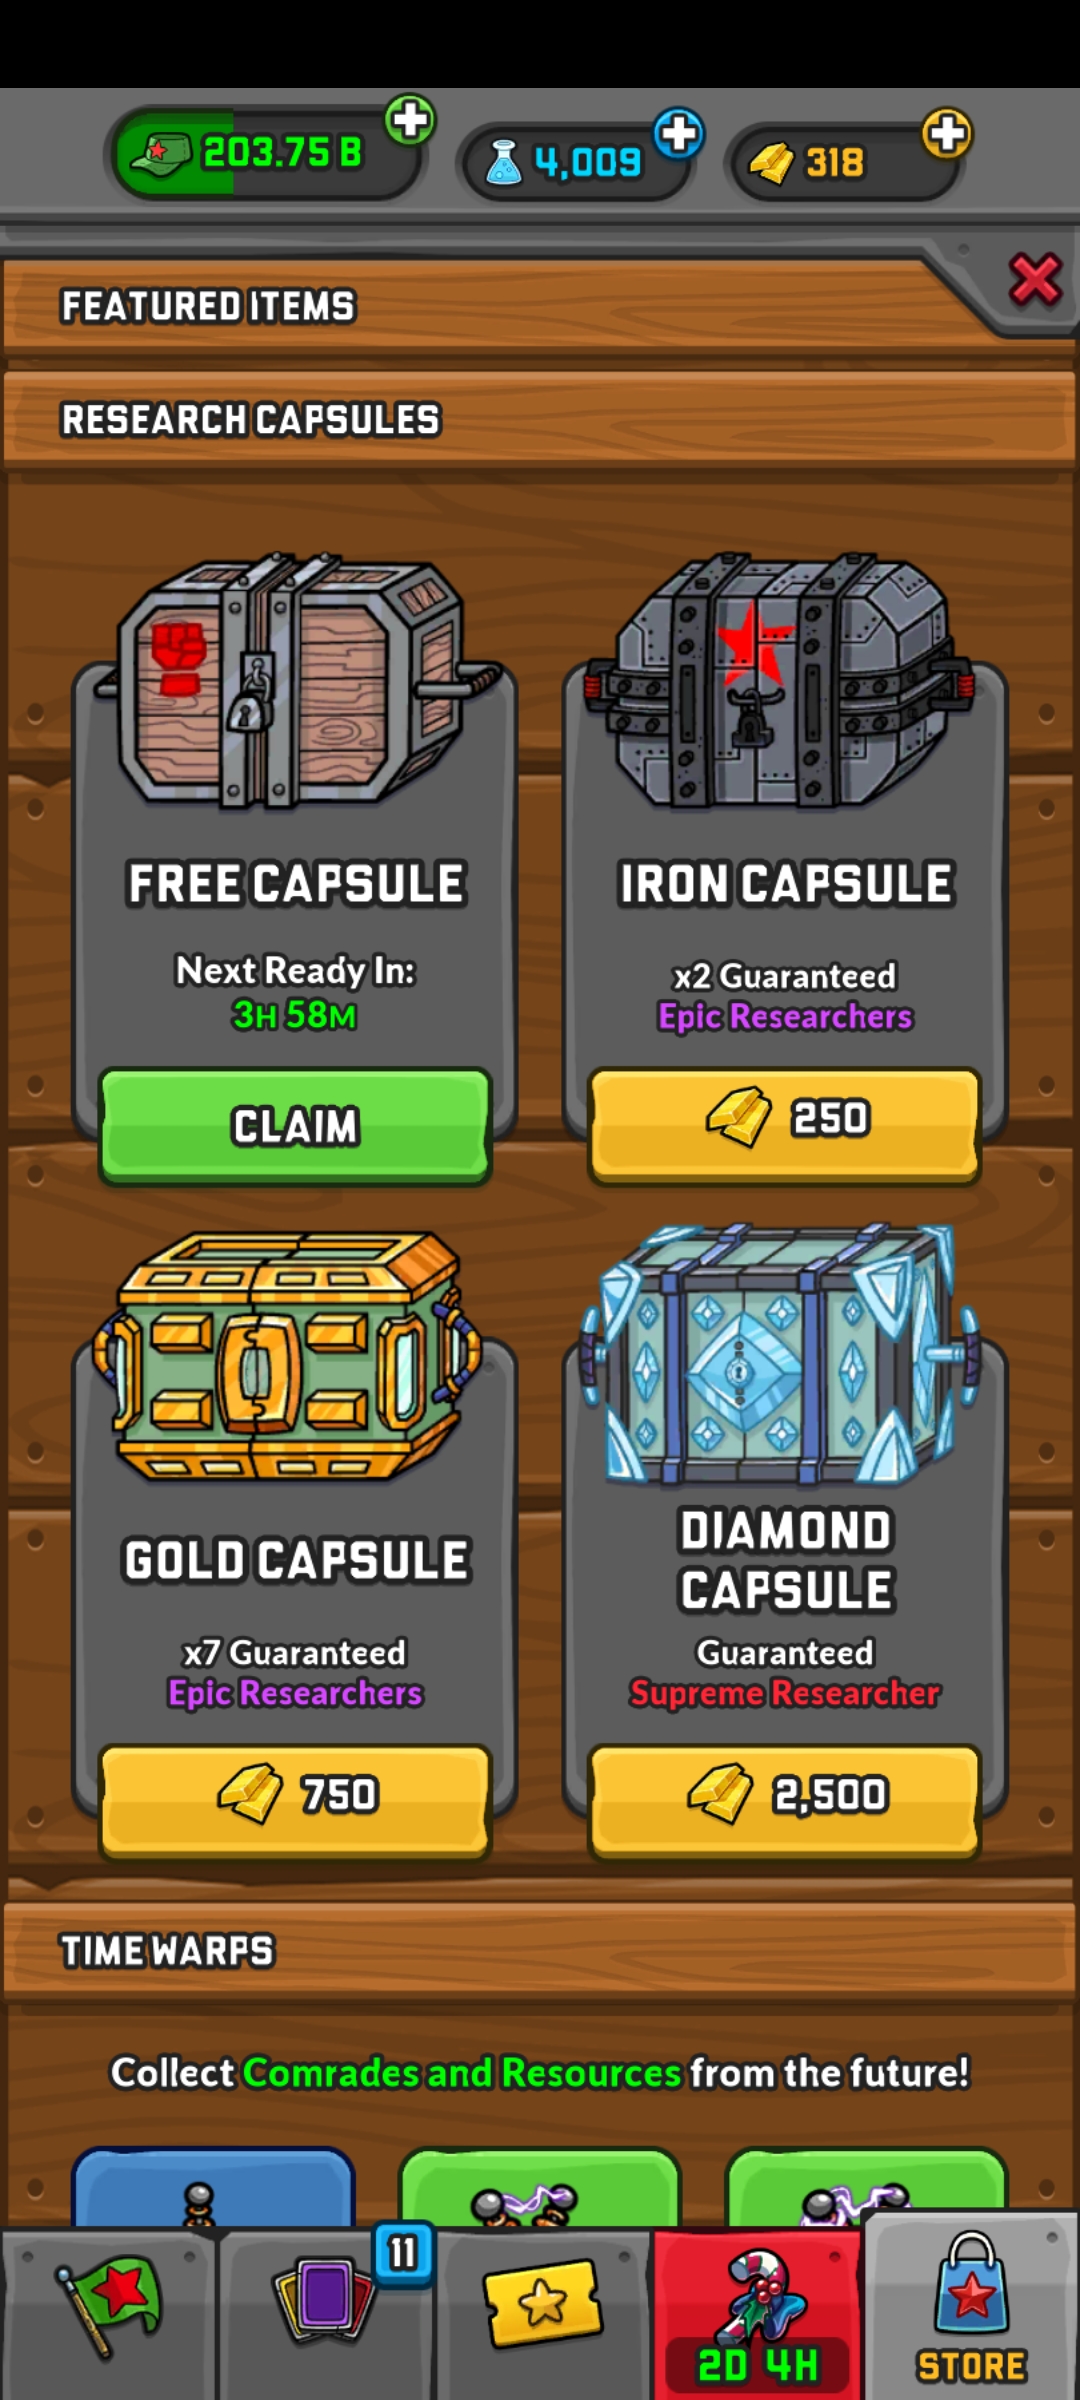 203.75 B
4,009
318
FEATURED ITEMS
RESEARCH CAPSULES
FREE CAPSULE
Next Ready In:
3H 58M
CLAIM
IRON CAPSULE
x2 Guaranteed
Epic Researchers
250
GOLD CAPSULE
x7 Guaranteed
Epic Researchers
750
DIAMOND
CAPSULE
Guaranteed
Supreme Researcher
2,500
TIME WARPS
Collect Comrades and Resources from the future!
11
2D 4H
STORE